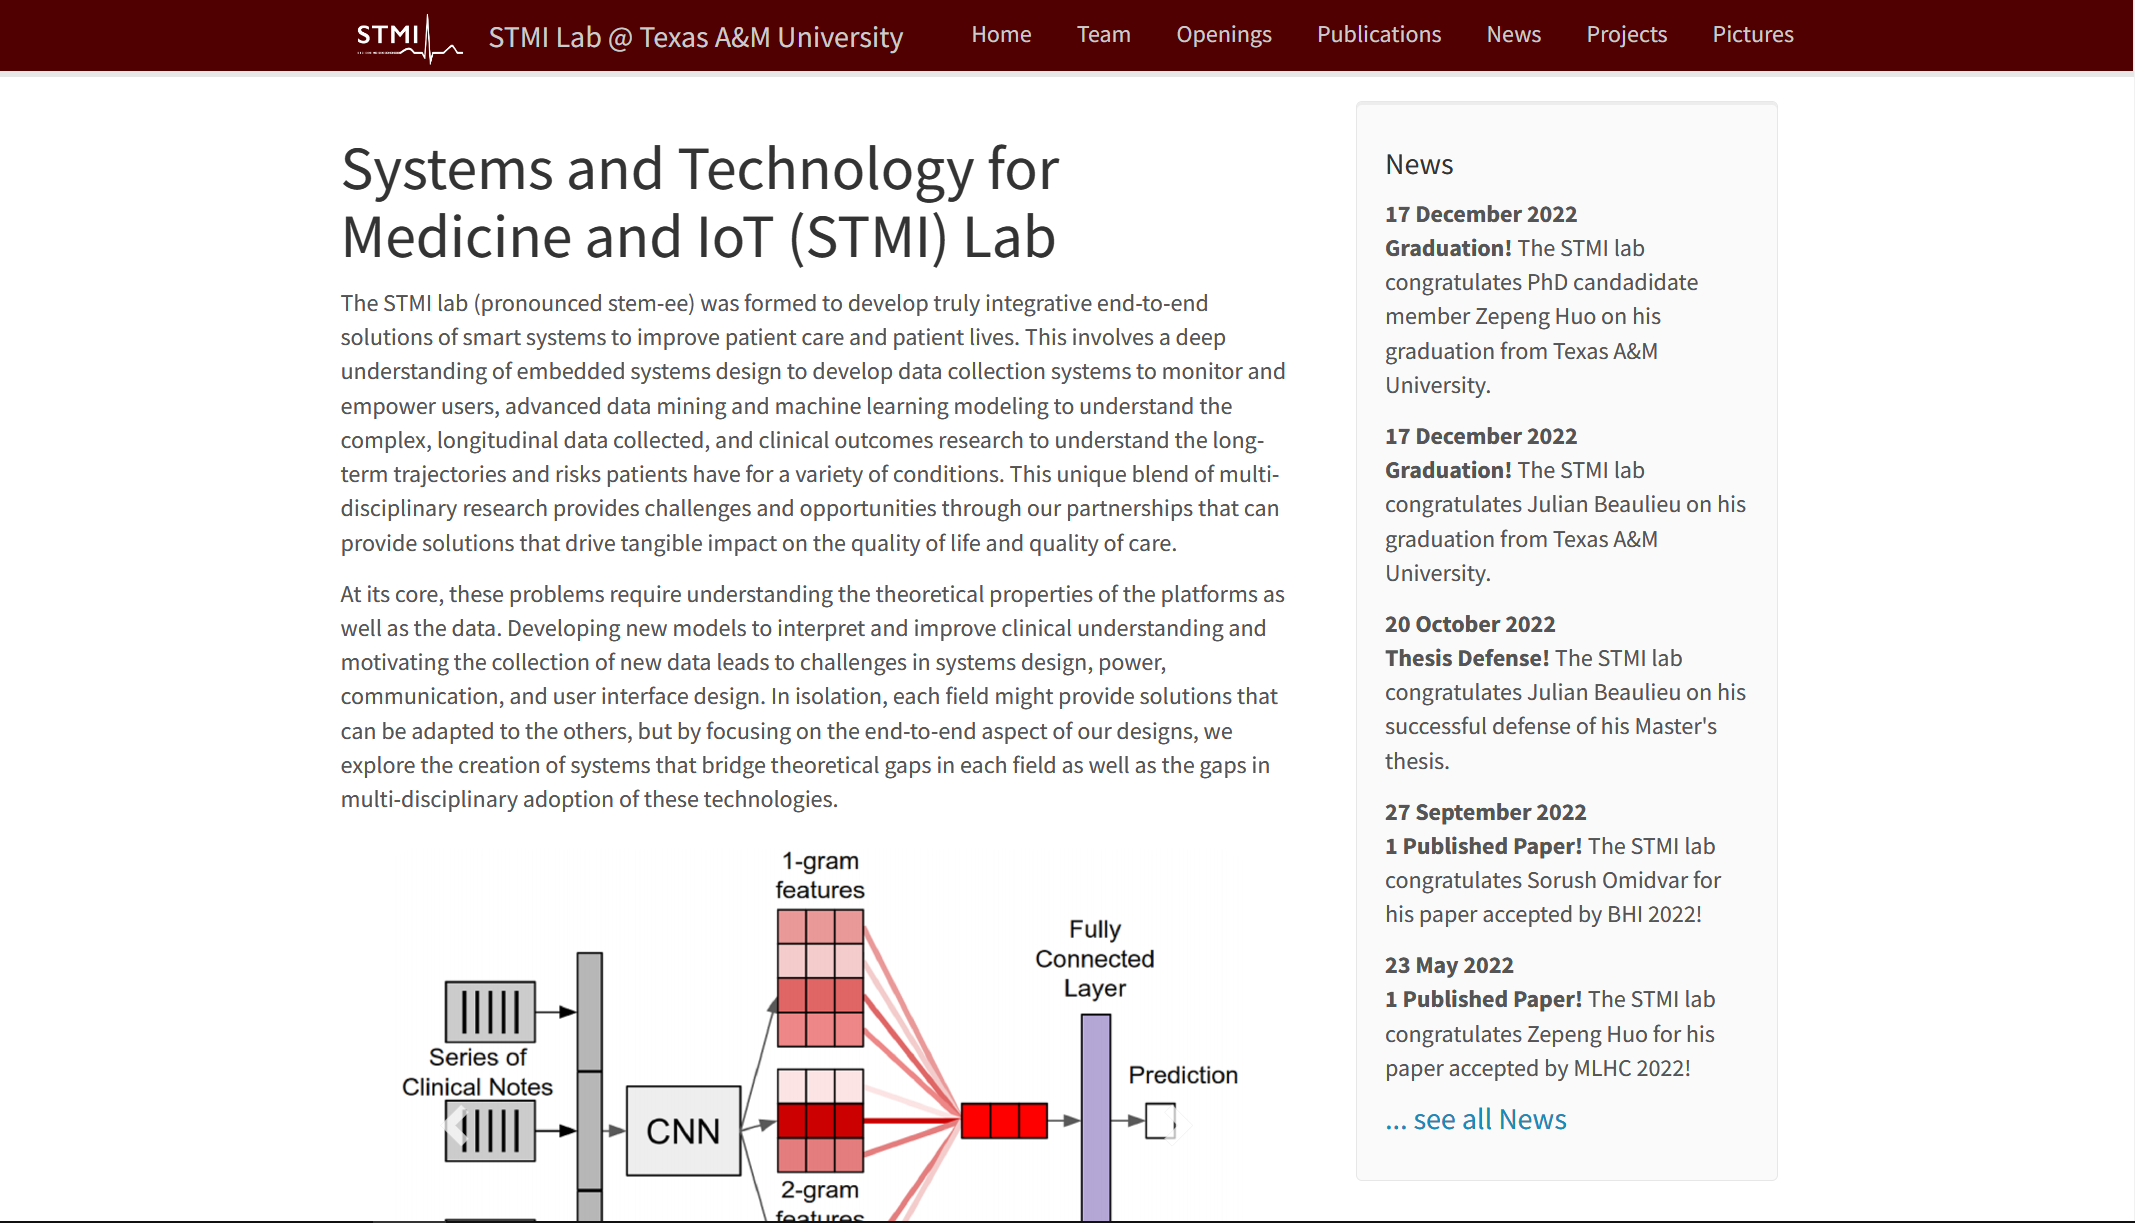 STMI
STMI Lab @ Texas A&M University
Home
Team
Openings
Publications
News
Projects
Pictures
Systems and Technology for
Medicine and IoT (STMI) Lab
The STMI lab (pronounced stem-ee) was formed to develop truly integrative end-to-end
solutions of smart systems to improve patient care and patient lives. This involves a deep
understanding of embedded systems design to develop data collection systems to monitor and
empower users, advanced data mining and machine learning modeling to understand the
complex, longitudinal data collected, and clinical outcomes research to understand the long-
term trajectories and risks patients have for a variety of conditions. This unique blend of multi-
disciplinary research provides challenges and opportunities through our partnerships that can
provide solutions that drive tangible impact on the quality of life and quality of care.
At its core, these problems require understanding the theoretical properties of the platforms as
well as the data. Developing new models to interpret and improve clinical understanding and
motivating the collection of new data leads to challenges in systems design, power,
communication, and user interface design. In isolation, each field might provide solutions that
can be adapted to the others, but by focusing on the end-to-end aspect of our designs, we
explore the creation of systems that bridge theoretical gaps in each field as well as the gaps in
multi-disciplinary adoption of these technologies.
1-gram
features
Fully
Connected
Layer
Series of
Clinical Notes
CNN
Prediction
2-gram
features
News
17 December 2022
Graduation! The STMI lab
congratulates PhD candadidate
member Zepeng Huo on his
graduation from Texas A&M
University.
17 December 2022
Graduation! The STMI lab
congratulates Julian Beaulieu on his
graduation from Texas A&M
University.
20 October 2022
Thesis Defense! The STMI lab
congratulates Julian Beaulieu on his
successful defense of his Master's
thesis.
27 September 2022
1 Published Paper! The STMI lab
congratulates Sorush Omidvar for
his paper accepted by BHI 2022!
23 May 2022
1 Published Paper! The STMI lab
congratulates Zepeng Huo for his
paper accepted by MLHC 2022!
... see all News